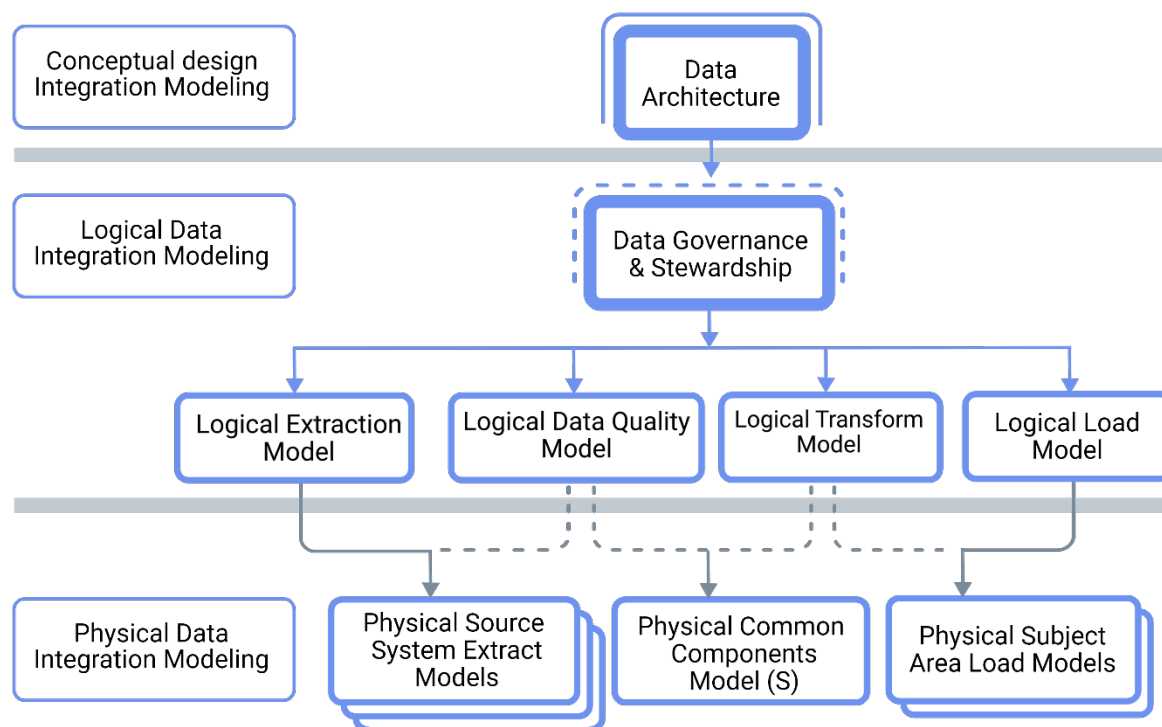 Conceptual design
Integration Modeling
Data
Architecture
Logical Data
Integration Modeling
Data Governance
& Stewardship
Logical Extraction
Model
Logical Data Quality
Model
Logical Transform
Model
Logical Load
Model
Physical Data
Integration Modeling
Physical Source
System Extract
Models
Physical Common
Components
Model (S)
Physical Subject
Area Load Models